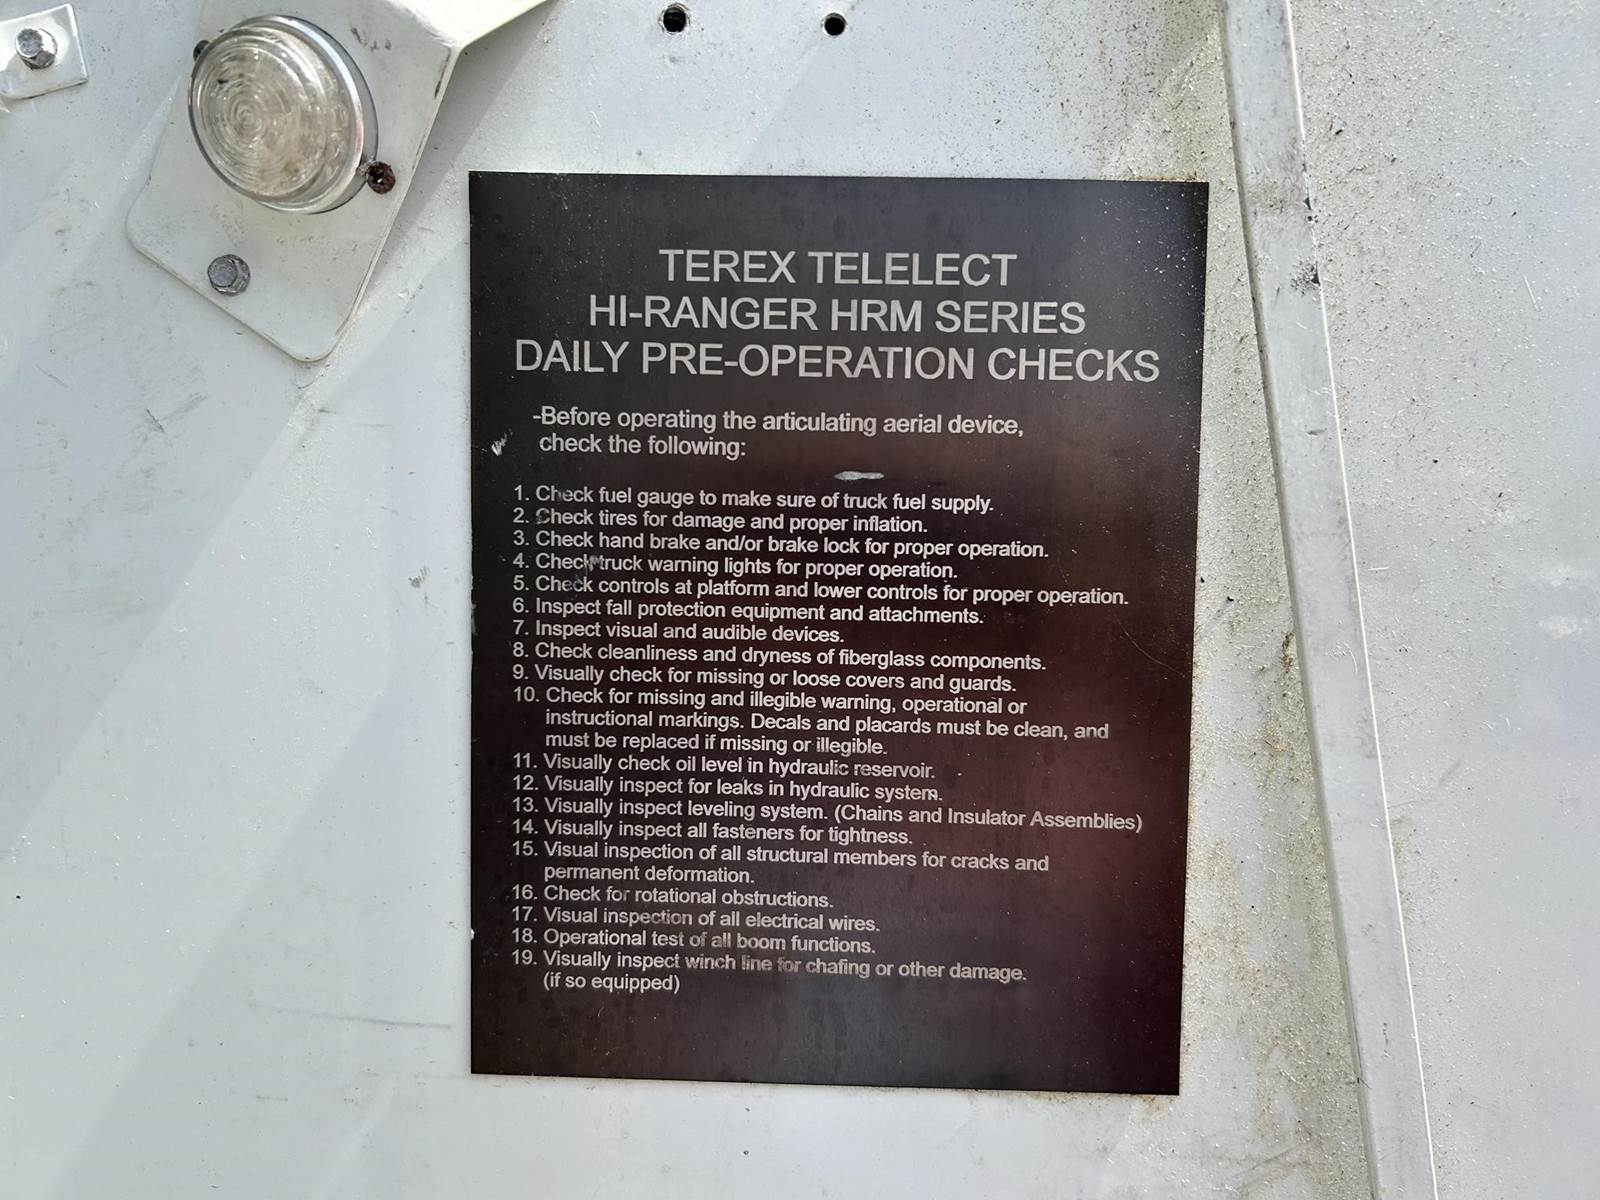 TEREX TELELECT
HI-RANGER HRM SERIES
DAILY PRE-OPERATION CHECKS
-Before operating the articulating aerial device,
check the following:
1. Check fuel gauge to make sure of truck fuel supply.
2. Check tires for damage and proper inflation.
3. Check hand brake and/or brake lock for proper operation.
4. Check truck warning lights for proper operation.
5. Check controls at platform and lower controls for proper operation.
6. Inspect fall protection equipment and attachments.
7. Inspect visual and audible devices.
8. Check cleanliness and dryness of fiberglass components.
9. Visually check for missing or loose covers and guards.
10. Check for missing and illegible warning, operational or
instructional markings. Decals and placards must be clean, and
must be replaced if missing or illegible.
11. Visually check oil level in hydraulic reservoir.
12. Visually inspect for leaks in hydraulic system.
13. Visually inspect leveling system. (Chains and Insulator Assemblies)
14. Visually inspect all fasteners for tightness.
15. Visual inspection of all structural members for cracks and
permanent deformation.
16. Check for rotational obstructions.
17. Visual inspection of all electrical wires.
18. Operational test of all boom functions.
19. Visually inspect winch line for chafing or other damage.
(if so equipped)